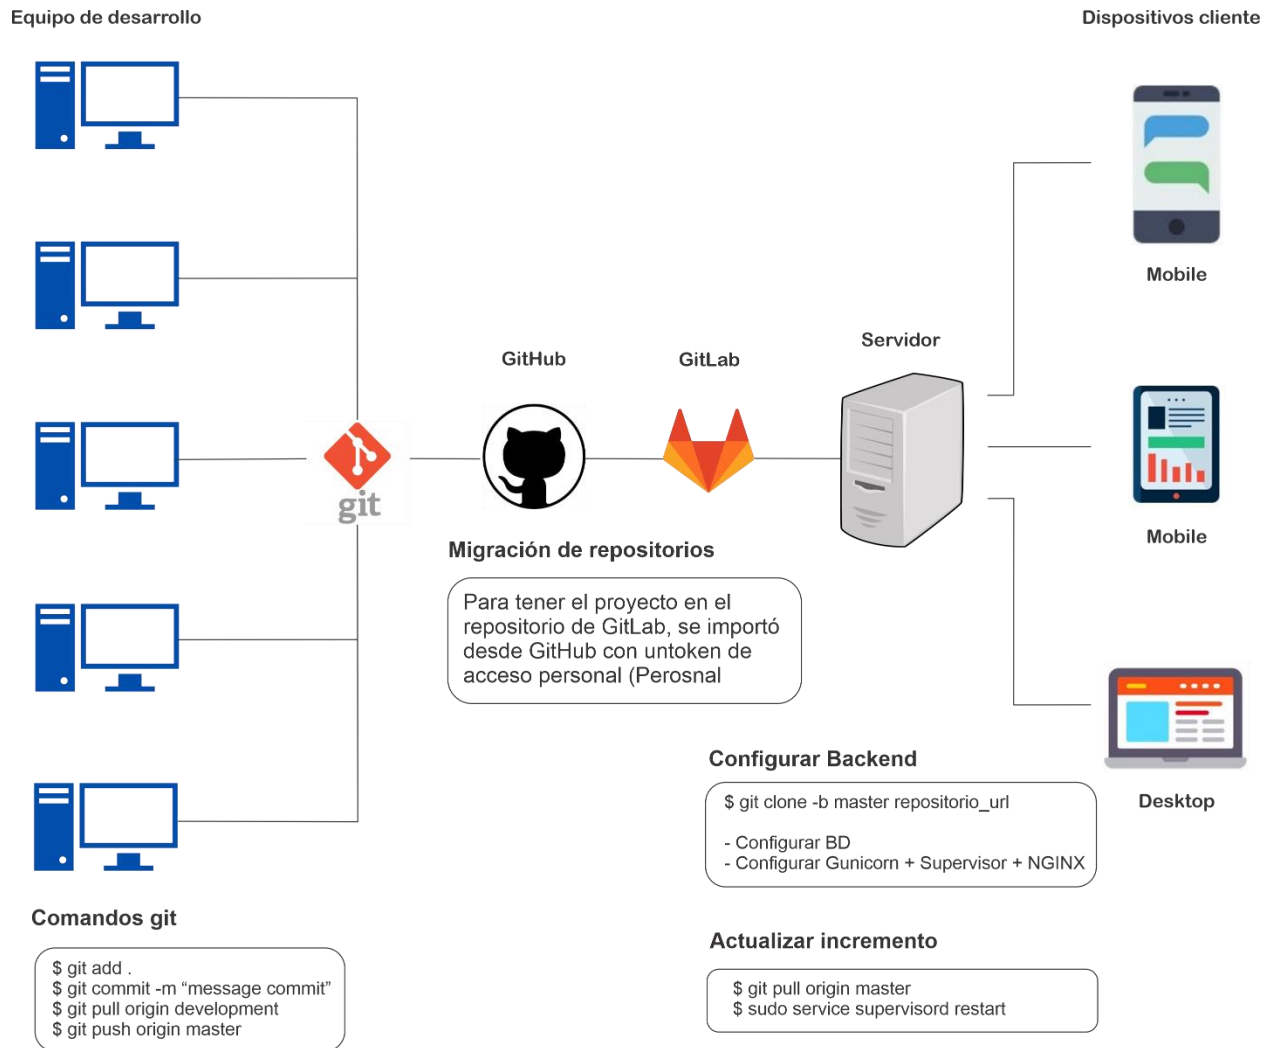 Equipo de desarrollo
Dispositivos cliente
Mobile
Servidor
GitHub
GitLab
git
Mobile
Migración de repositorios
Para tener el proyecto en el
repositorio de GitLab, se importó
desde GitHub con untoken de
acceso personal (Perosnal
Configurar Backend
$ git clone -b master repositorio_url
- Configurar BD
- Configurar Gunicorn + Supervisor + NGINX
Desktop
Comandos git
$ git add .
$ git commit -m “message commit”
$ git pull origin development
$ git push origin master
Actualizar incremento
$ git pull origin master
$ sudo service supervisord restart